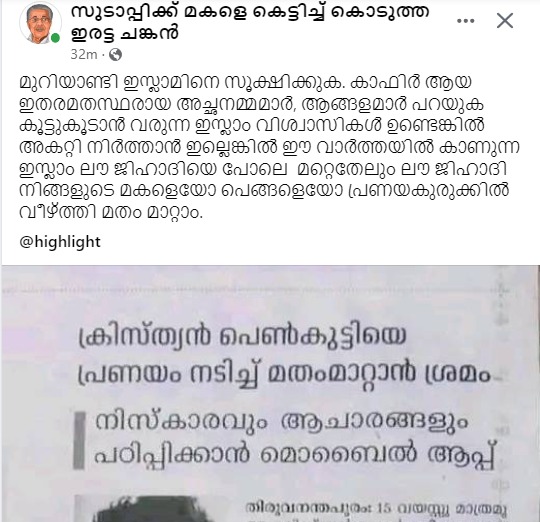 സുടാപ്പിക്ക് മകളെ കെട്ടിച്ച് കൊടുത്ത
ഇരട്ട ചങ്കൻ
32m
മുറിയാണ്ടി ഇസ്ലാമിനെ സൂക്ഷിക്കുക. കാഫിർ ആയ
ഇതരമതസ്ഥരായ അച്ഛനമ്മമാർ, ആങ്ങളമാർ പറയുക
കൂട്ടുകൂടാൻ വരുന്ന ഇസ്ലാം വിശ്വാസികൾ ഉണ്ടെങ്കിൽ
അകറ്റി നിർത്താൻ ഇല്ലെങ്കിൽ ഈ വാർത്തയിൽ കാണുന്ന
ഇസ്ലാം ലൗ ജിഹാദിയെ പോലെ മറ്റെതേലും ലൗ ജിഹാദി
നിങ്ങളുടെ മകളെയോ പെങ്ങളെയോ പ്രണയകുരുക്കിൽ
വീഴ്ത്തി മതം മാറ്റാം.
@highlight
ക്രിസ്ത്യൻ പെൺകുട്ടിയെ
പ്രണയം നടിച്ച് മതംമാറ്റാൻ ശ്രമം
നിസ്കാരവും ആചാരങ്ങളും
പഠിപ്പിക്കാൻ മൊബൈൽ ആപ്പ്
തിരുവനന്തപുരം: 15 വയസ്സു മാത്രമു